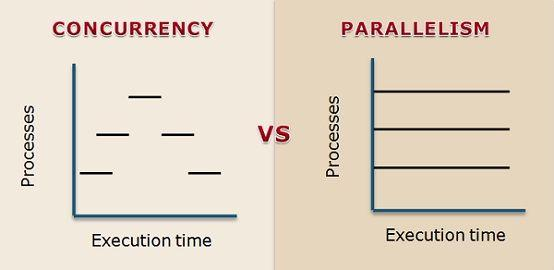 CONCURRENCY
Processes
Execution time
VS
PARALLELISM
Processes
Execution time